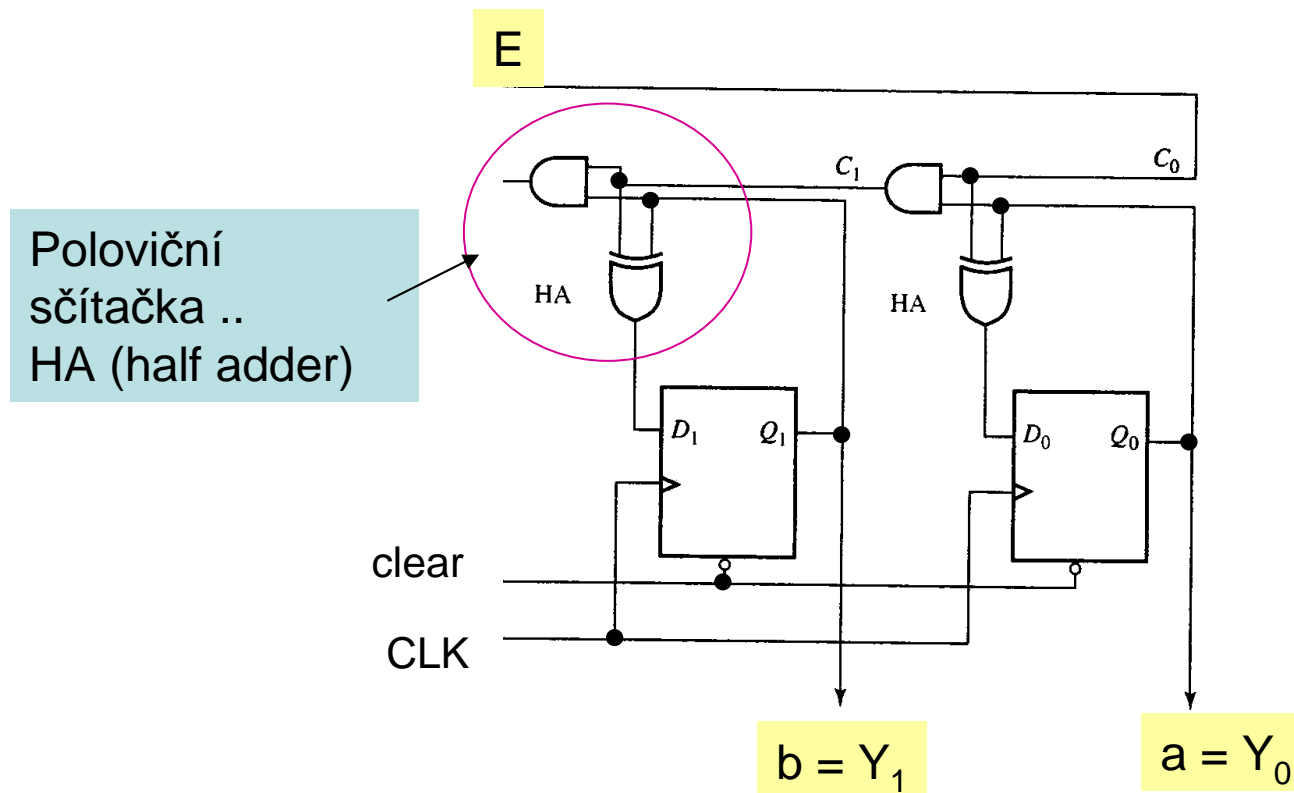 E
C₁
C₀
Poloviční
sčítačka ..
HA (half adder)
HA
HA
D₁
Q₁
D₀
Q₀
clear
CLK
b = Y₁
a = Y₀